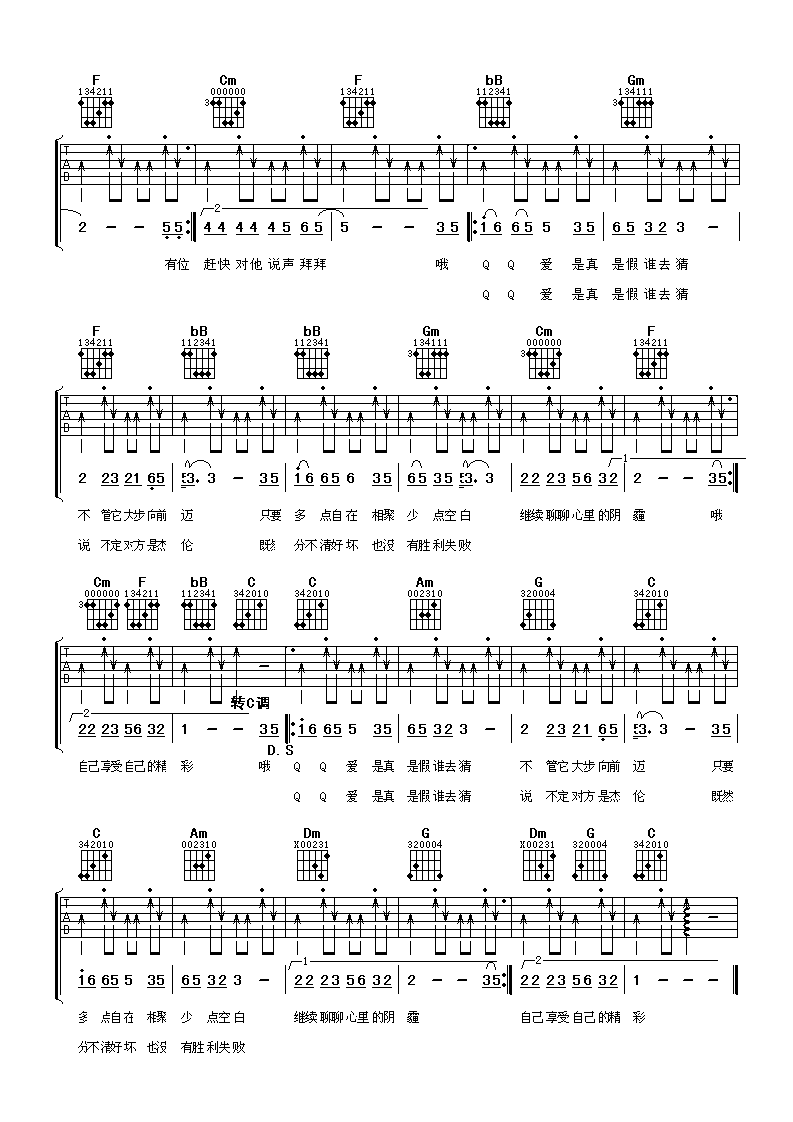 F Cm F bB Gm
134211 000000 134211 112341 134111
3 3
T
A
B
2
2 - - 55 44 44 45 65 5 - - 35 16 65 5 35 65 32 3 -
有位 赶快 对他 说声 拜拜 哦 Q Q 爱 是真 是假 谁去 猜
Q Q 爱 是真 是假 谁去 猜
F bB bB Gm Cm F
134211 112341 112341 134111 000000 134211
3 3
T
A
B
1
2 23 21 65 53. 3 - 35 16 65 6 35 65 35 53. 3 22 23 56 32 2 - - 35
不 管它 大步 向前 迈 只要 多 点自 在 相聚 少 点空 白 继续 聊聊 心里 的阴 霾 哦
说 不定 对方 是杰 伦 既然 分不 清好 坏 也没 有胜 利失 败
Cm F bB C C Am G C
000000 134211 112341 342010 342010 002310 320004 342010
3
T
A
B
转C调
2
22 23 56 32 1 - - 35 16 65 5 35 65 32 3 - 2 23 21 65 53. 3 - 35
D.S
自己 享受 自己 的精 彩 哦 Q Q 爱 是真 是假 谁去 猜 不 管它 大步 向前 迈 只要
Q Q 爱 是真 是假 谁去 猜 说 不定 对方 是杰 伦 既然
C Am Dm G Dm G C
342010 002310 X00231 320004 X00231 320004 342010
T
A
B
1 2
16 65 5 35 65 32 3 - 22 23 56 32 2 - - 35 22 23 56 32 1 - -
多 点自 在 相聚 少 点空 白 继续 聊聊 心里 的阴 霾 自己 享受 自己 的精 彩
分不 清好 坏 也没 有胜 利失 败